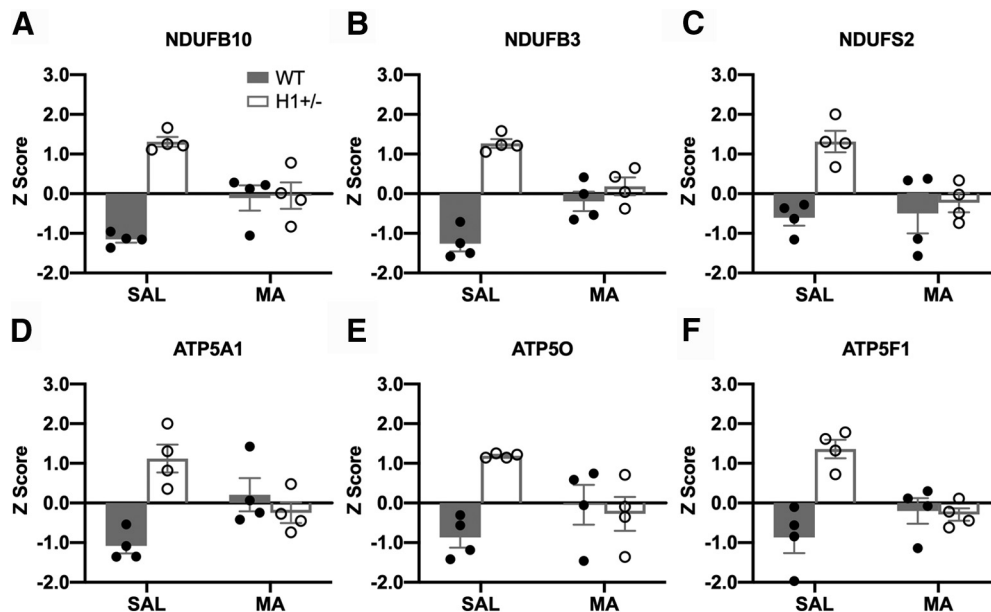 A
NDUFB10
3.0
2.0
1.0
0.0
-1.0
-2.0
Z Score
WT
H1+/-
SAL
MA
B
NDUFB3
3.0
2.0
1.0
0.0
-1.0
-2.0
Z Score
SAL
MA
C
NDUFS2
3.0
2.0
1.0
0.0
-1.0
-2.0
Z Score
SAL
MA
D
ATP5A1
3.0
2.0
1.0
0.0
-1.0
-2.0
Z Score
SAL
MA
E
ATP5O
3.0
2.0
1.0
0.0
-1.0
-2.0
Z Score
SAL
MA
F
ATP5F1
3.0
2.0
1.0
0.0
-1.0
-2.0
Z Score
SAL
MA